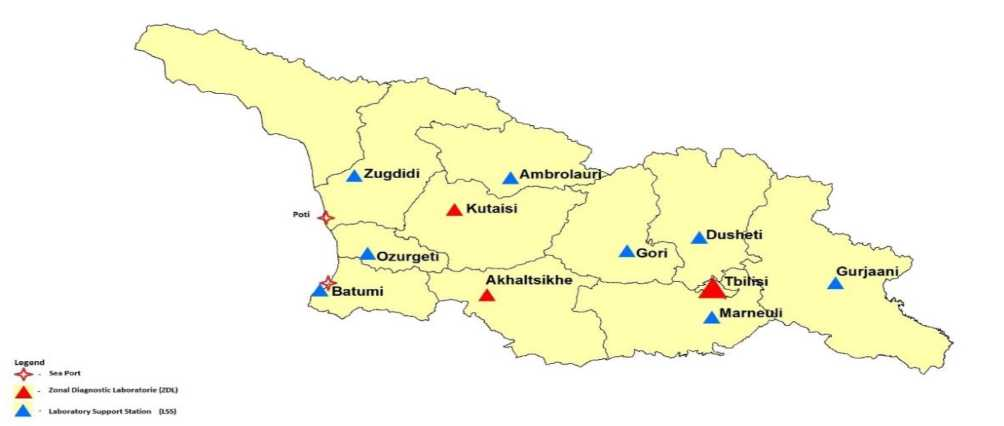 Zugdidi
Ambrolauri
Kutaisi
Poti
Dusheti
Ozurgeti
Gori
Gurjaani
Akhaltsikhe
Tbilisi
Batumi
Marneuli
Legend
- Sea Port
- Zonal Diagnostic Laboratorie (ZDL)
- Laboratory Support Station (LSS)